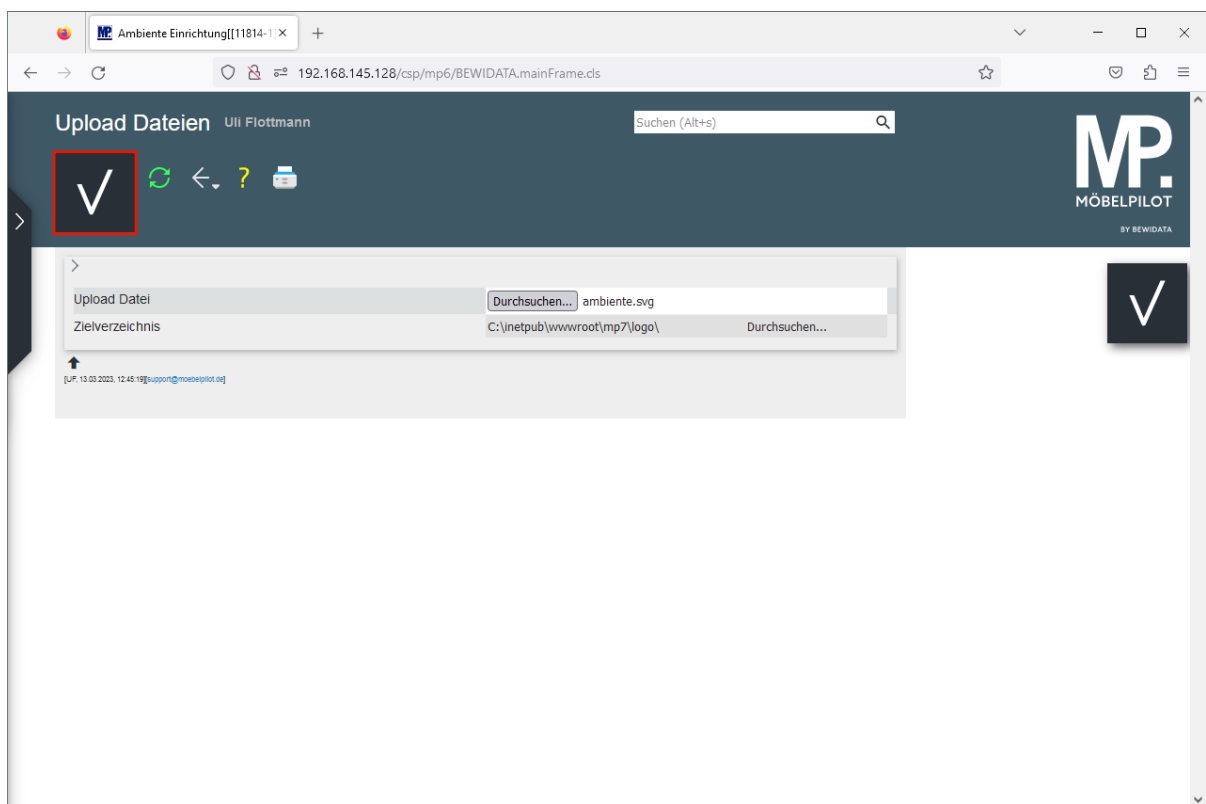 MP. Ambiente Einrichtung[[11814-1]
192.168.145.128/csp/mp6/BEWIDATA.mainFrame.cls
Upload Dateien Uli Flottmann
Suchen (Alt+s)
?
MP.
MÖBELPILOT
BY BEWIDATA
Upload Datei Durchsuchen... ambiente.svg
Zielverzeichnis C:\inetpub\wwwroot\mp7\logo\ Durchsuchen...
[UF, 13.03.2023, 12:45:19][support@moebelpilot.de]